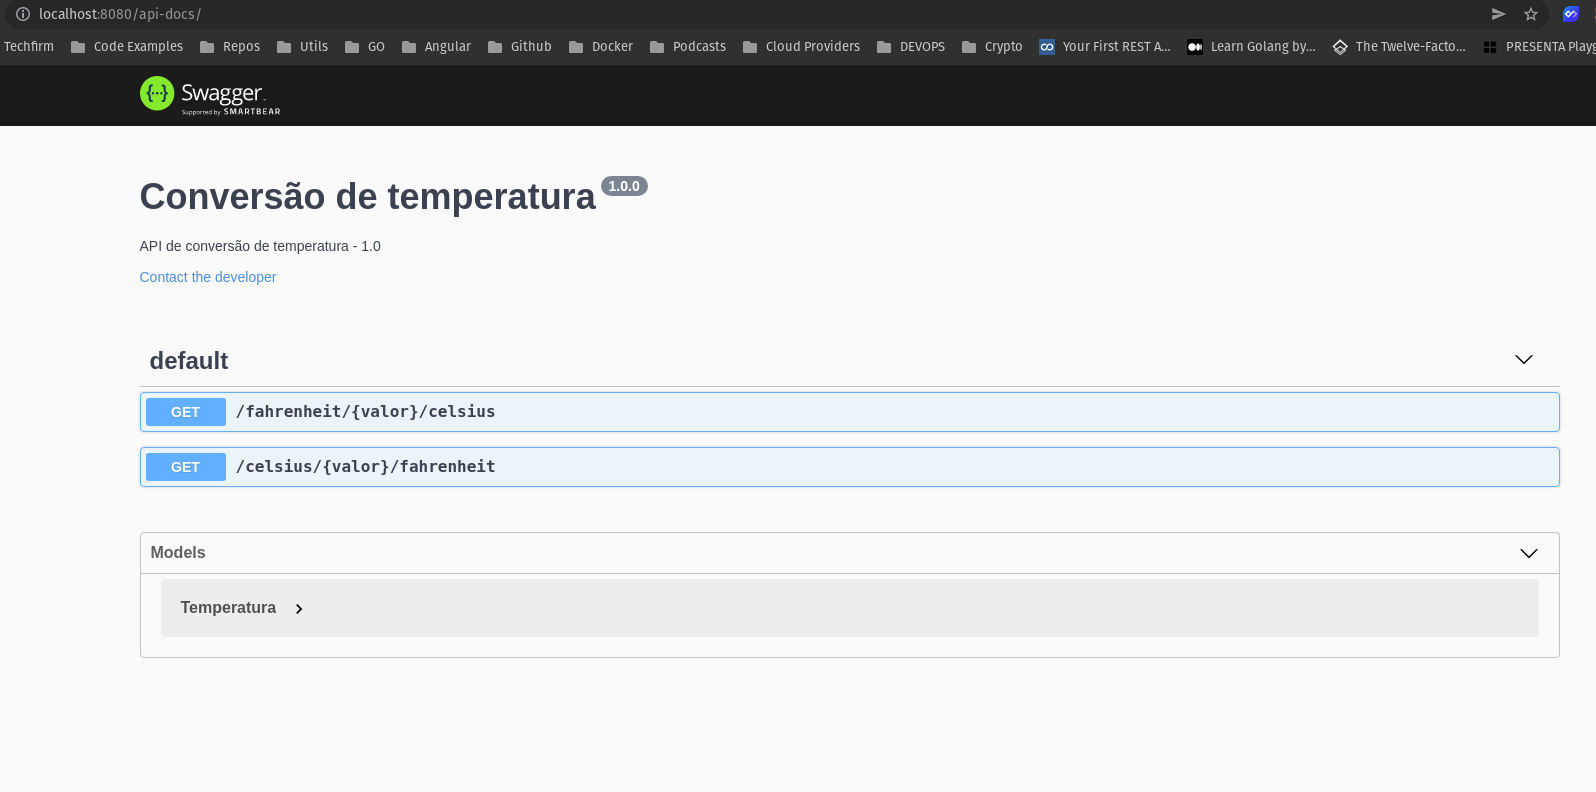 localhost:8080/api-docs/
Techfirm Code Examples Repos Utils GO Angular Github Docker Podcasts Cloud Providers DEVOPS Crypto Your First REST A... Learn Golang by... The Twelve-Facto... PRESENTA Playg
Swagger
Supported by SMARTBEAR
Conversão de temperatura 1.0.0
API de conversão de temperatura - 1.0
Contact the developer
default
GET /fahrenheit/{valor}/celsius
GET /celsius/{valor}/fahrenheit
Models
Temperatura